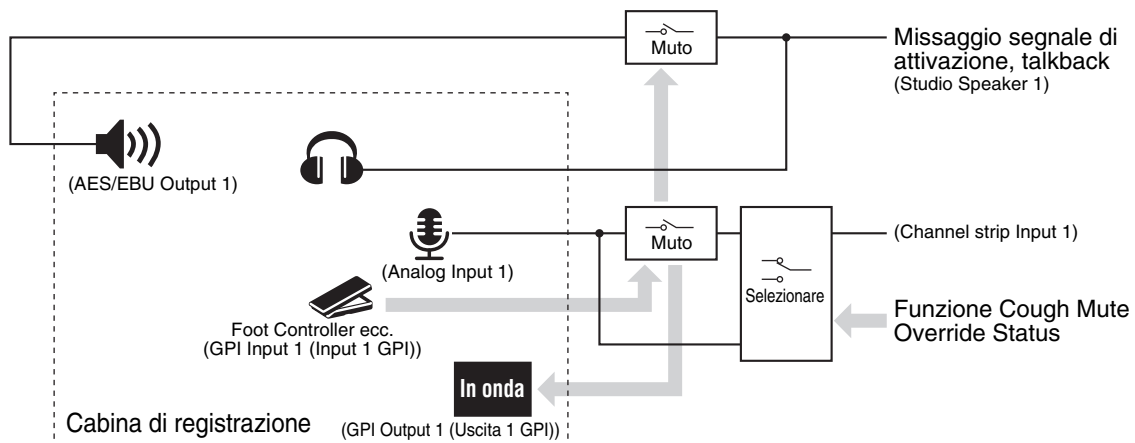 Muto
Missaggio segnale di
attivazione, talkback
(Studio Speaker 1)
(AES/EBU Output 1)
Muto
(Channel strip Input 1)
(Analog Input 1)
Selezionare
Funzione Cough Mute
Override Status
Foot Controller ecc.
(GPI Input 1 (Input 1 GPI))
In onda
Cabina di registrazione
(GPI Output 1 (Uscita 1 GPI))